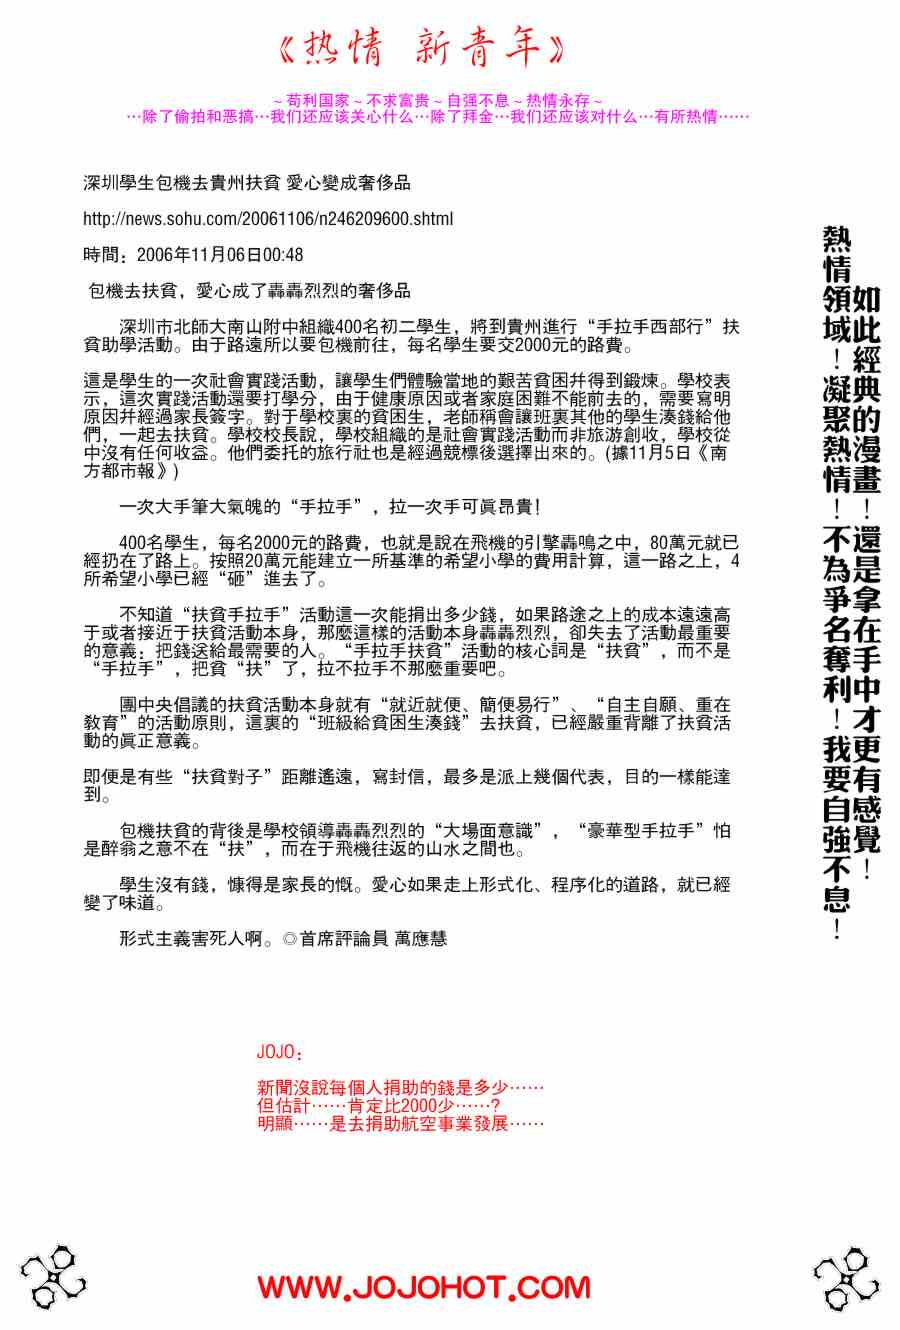 《热情 新青年》
～苟利国家～不求富贵～自强不息～热情永存～
…除了偷拍和恶搞…我们还应该关心什么…除了拜金…我们还应该对什么…有所热情……
深圳學生包機去貴州扶貧 愛心變成奢侈品
http://news.sohu.com/20061106/n246209600.shtml
時間：2006年11月06日00:48
包機去扶貧，愛心成了轟轟烈烈的奢侈品
深圳市北師大南山附中組織400名初二學生，將到貴州進行“手拉手西部行”扶
貧助學活動。由于路遠所以要包機前往，每名學生要交2000元的路費。
這是學生的一次社會實踐活動，讓學生們體驗當地的艱苦貧困幷得到鍛煉。學校表
示，這次實踐活動還要打學分，由于健康原因或者家庭困難不能前去的，需要寫明
原因幷經過家長簽字。對于學校裏的貧困生，老師稱會讓班裏其他的學生湊錢給他
們，一起去扶貧。學校校長說，學校組織的是社會實踐活動而非旅游創收，學校從
中沒有任何收益。他們委托的旅行社也是經過競標後選擇出來的。(據11月5日《南
方都市報》)
一次大手筆大氣魄的“手拉手”，拉一次手可眞昂貴！
400名學生，每名2000元的路費，也就是說在飛機的引擎轟鳴之中，80萬元就已
經扔在了路上。按照20萬元能建立一所基準的希望小學的費用計算，這一路之上，4
所希望小學已經“砸”進去了。
不知道“扶貧手拉手”活動這一次能捐出多少錢，如果路途之上的成本遠遠高
于或者接近于扶貧活動本身，那麼這樣的活動本身轟轟烈烈，卻失去了活動最重要
的意義：把錢送給最需要的人。“手拉手扶貧”活動的核心詞是“扶貧”，而不是
“手拉手”，把貧“扶”了，拉不拉手不那麼重要吧。
團中央倡議的扶貧活動本身就有“就近就便、簡便易行”、“自主自願、重在
敎育”的活動原則，這裏的“班級給貧困生湊錢”去扶貧，已經嚴重背離了扶貧活
動的眞正意義。
即便是有些“扶貧對子”距離遙遠，寫封信，最多是派上幾個代表，目的一樣能達
到。
包機扶貧的背後是學校領導轟轟烈烈的“大場面意識”，“豪華型手拉手”怕
是醉翁之意不在“扶”，而在于飛機往返的山水之間也。
學生沒有錢，慷得是家長的慨。愛心如果走上形式化、程序化的道路，就已經
變了味道。
形式主義害死人啊。◎首席評論員 萬應慧
JOJO：
新聞沒說每個人捐助的錢是多少……
但估計……肯定比2000少……?
明顯……是去捐助航空事業發展……
如此經典的漫畫！還是拿在手中才更有感覺！
熱情領域！凝聚熱情！不為爭名奪利！我要自強不息！
WWW.JOJOHOT.COM